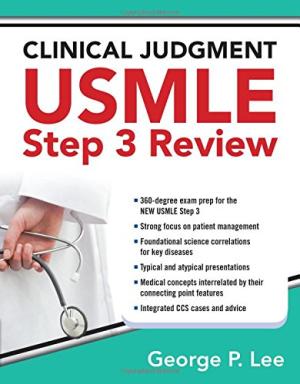 CLINICAL JUDGMENT
USMLE
Step 3 Review
▪ 360-degree exam prep for the
NEW USMLE Step 3
▪ Strong focus on patient management
▪ Foundational science correlations
for key diseases
▪ Typical and atypical presentations
▪ Medical concepts interrelated by their
connecting point features
▪ Integrated CCS cases and advice
George P. Lee